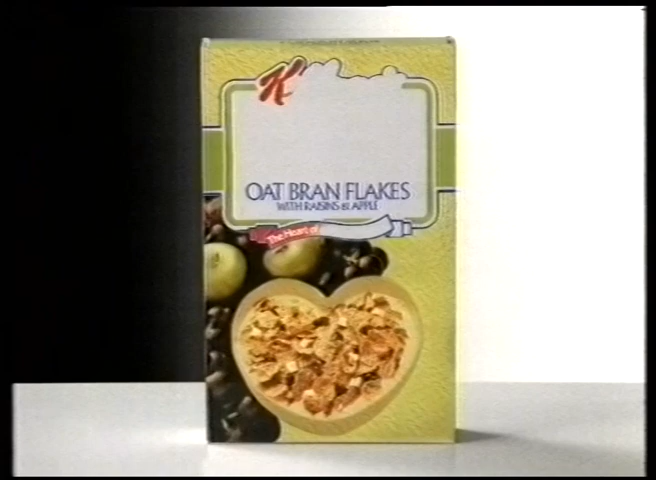 K
OAT BRAN FLAKES
WITH RAISINS & APPLE
The Heart of